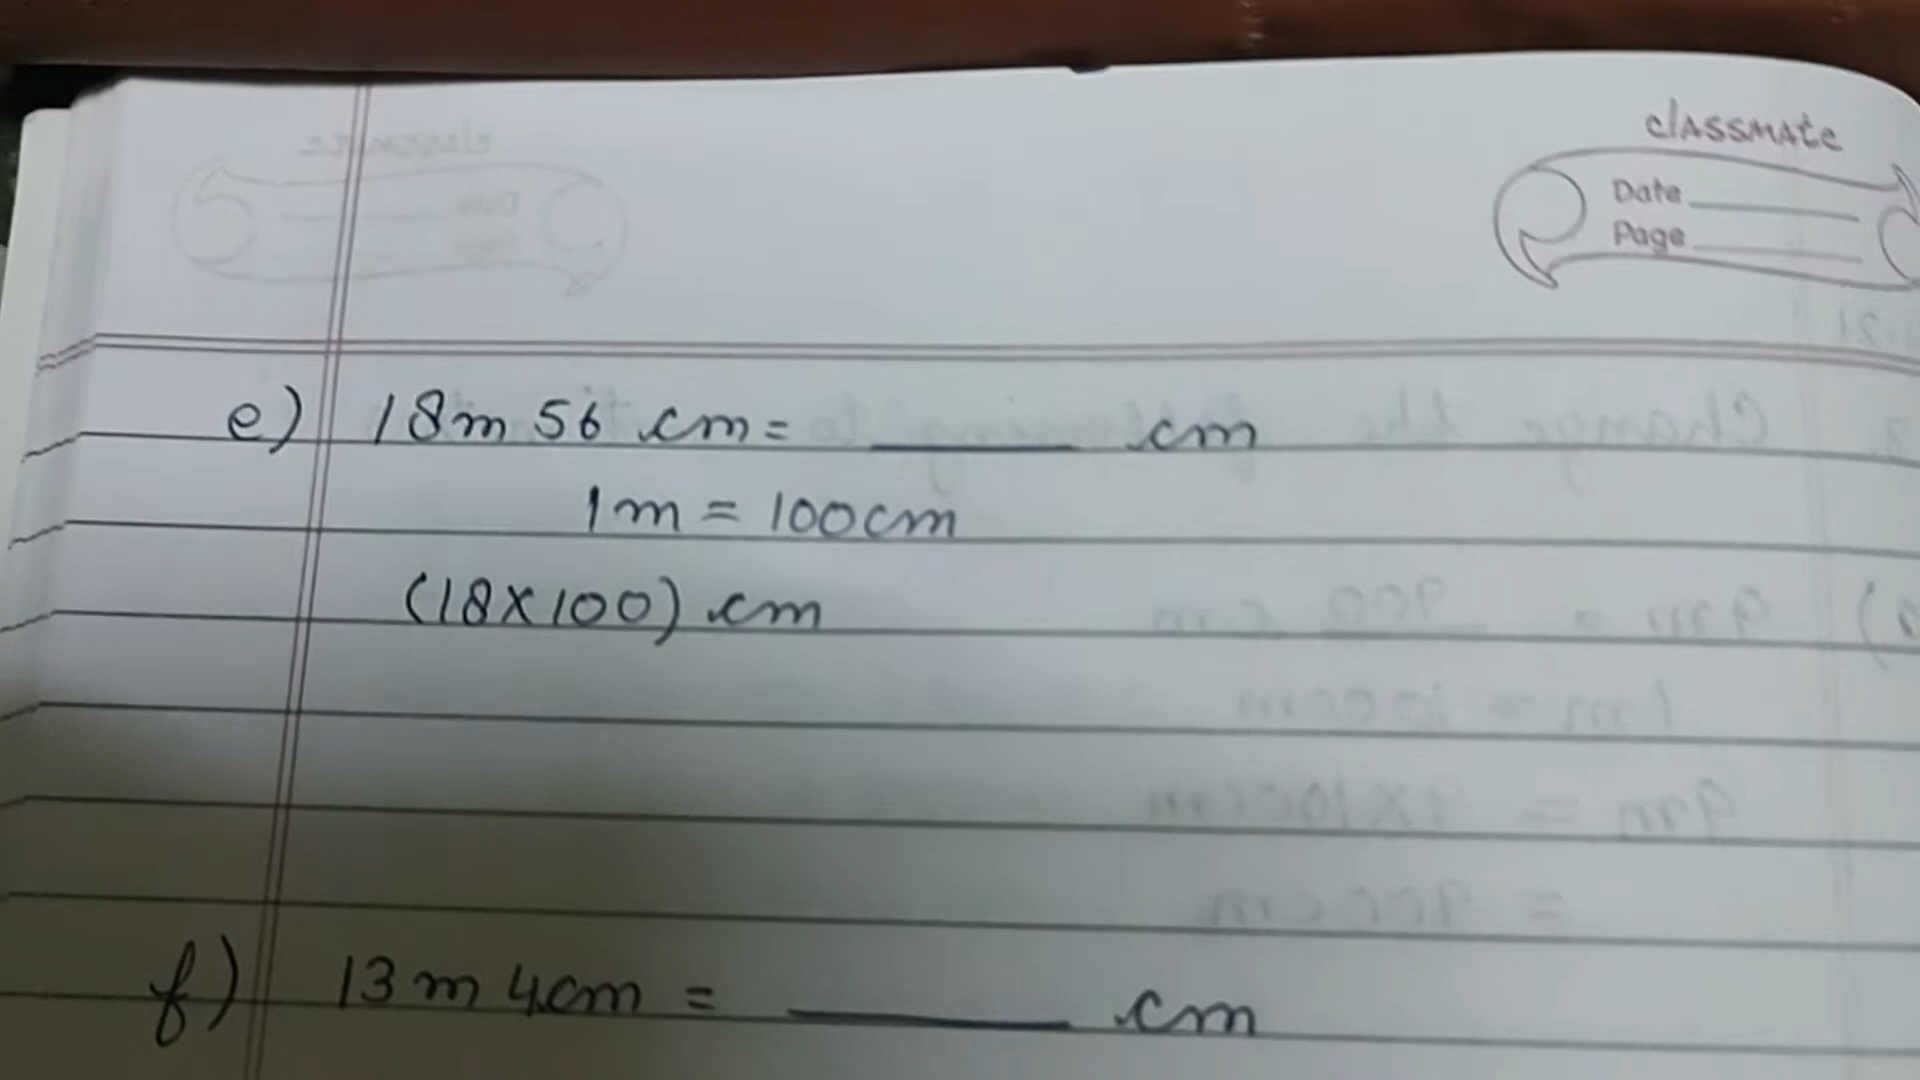 classmate
Date
Page
e) 18m 56 cm = ______ cm
1m = 100cm
(18×100) cm
f) 13m 4cm = ______ cm